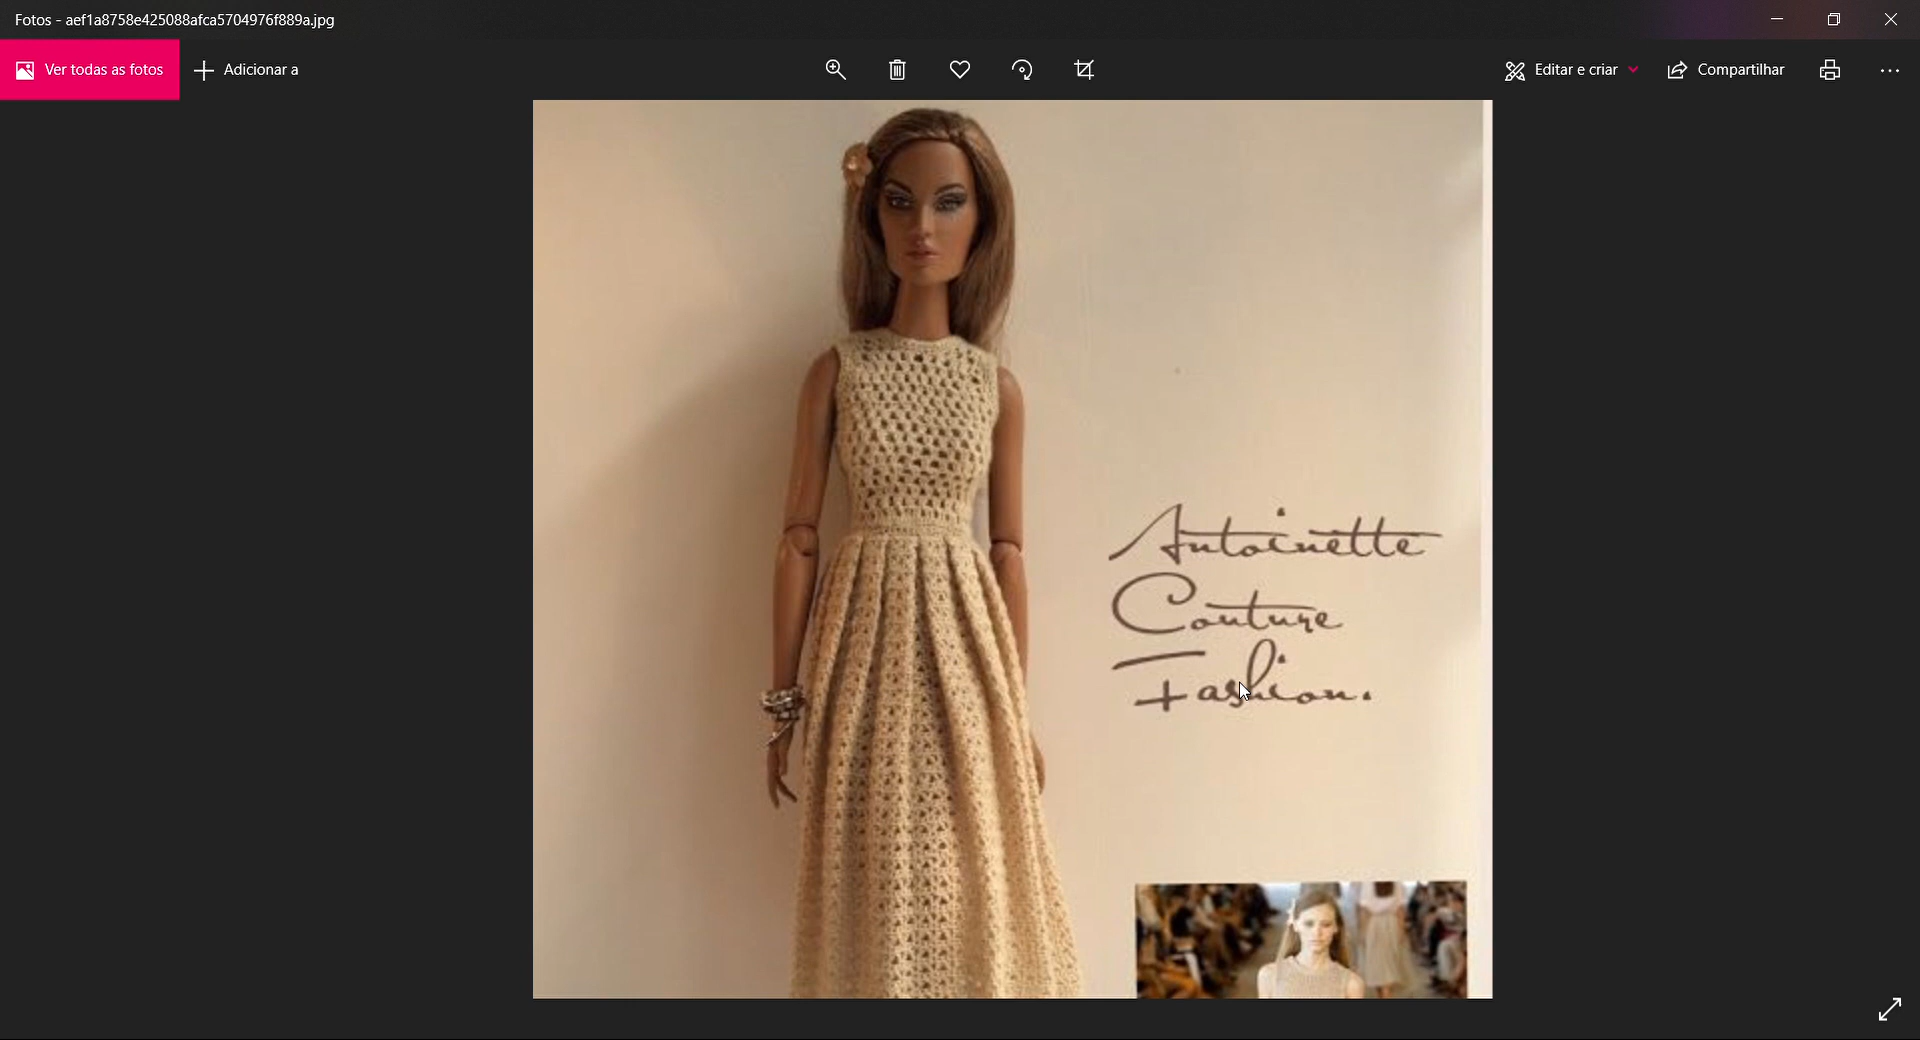 Fotos - aef1a8758e425088afca5704976f889a.jpg
Ver todas as fotos
Adicionar a
Editar e criar
Compartilhar
Antoinette
Couture
Fashion.